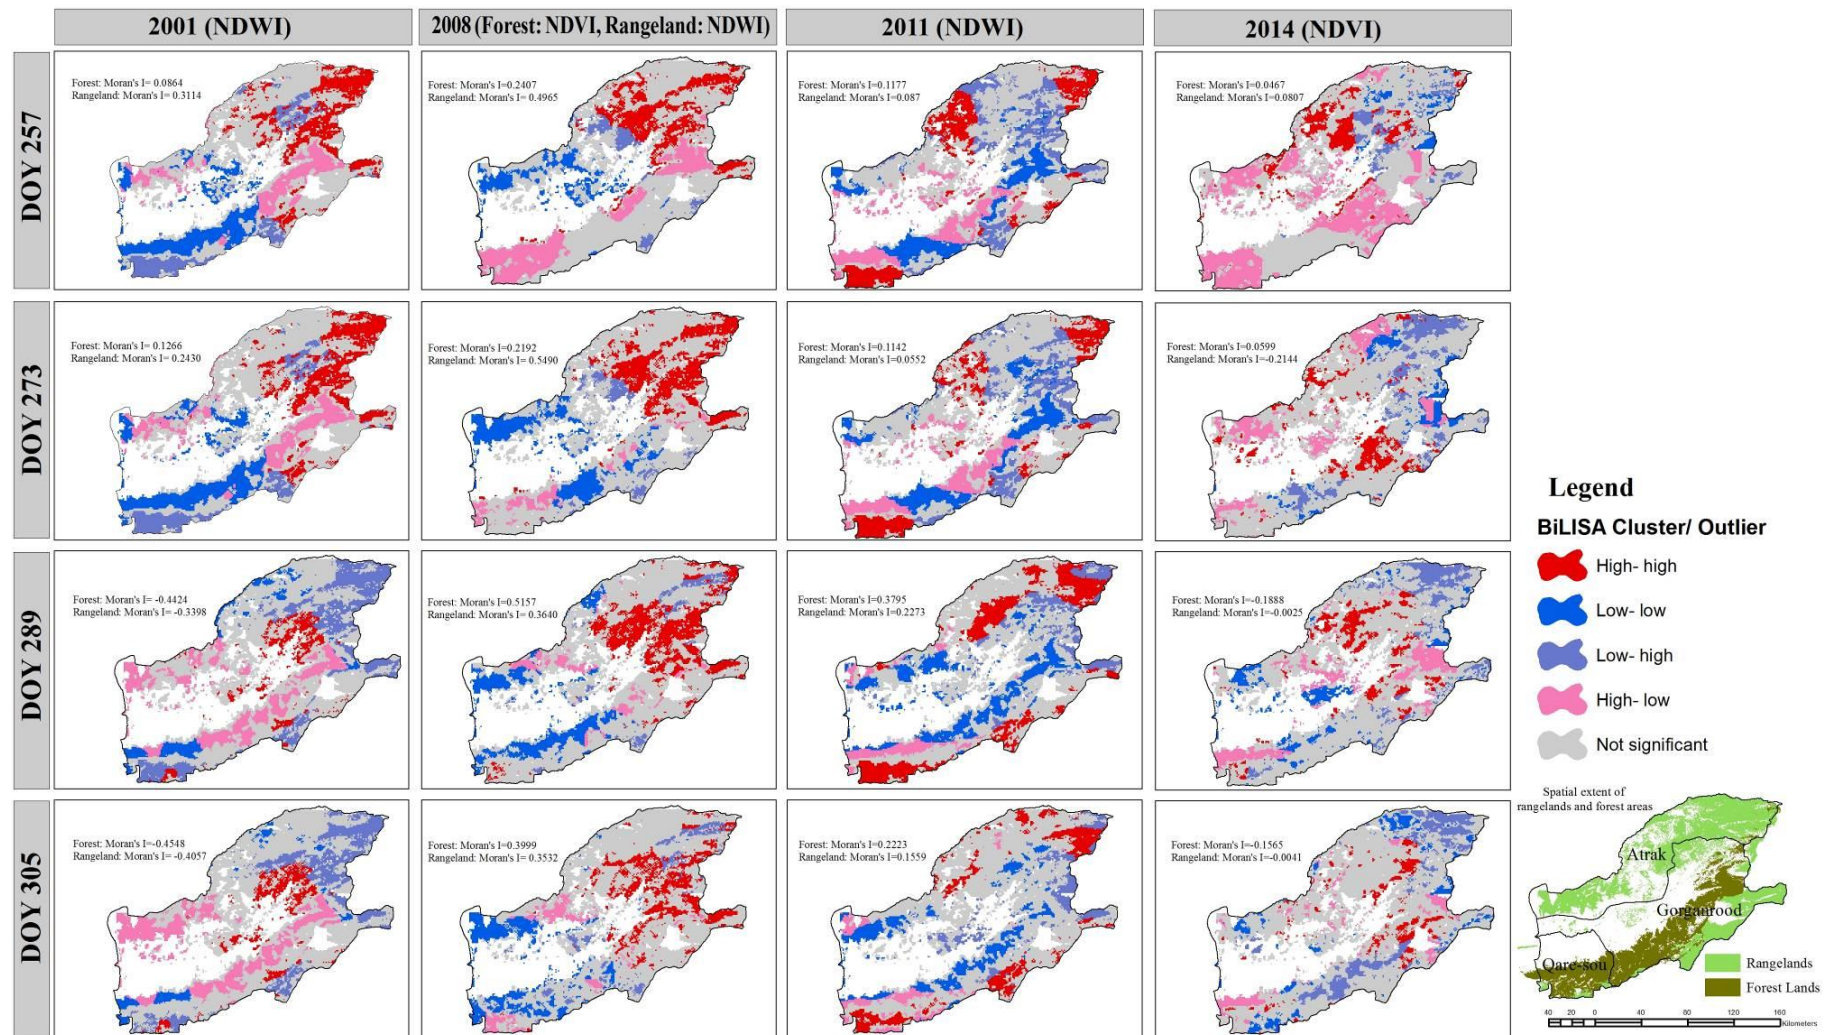 2001 (NDWI)
2008 (Forest: NDVI, Rangeland: NDWI)
2011 (NDWI)
2014 (NDVI)
DOY 257
Forest: Moran's I= 0.0864
Rangeland: Moran's I= 0.3114
Forest: Moran's I=0.2407
Rangeland: Moran's I= 0.4965
Forest: Moran's I=0.1177
Rangeland: Moran's I=0.087
Forest: Moran's I=0.0467
Rangeland: Moran's I=0.0807
DOY 273
Forest: Moran's I= 0.1266
Rangeland: Moran's I= 0.2430
Forest: Moran's I=0.2192
Rangeland: Moran's I= 0.5490
Forest: Moran's I=0.1142
Rangeland: Moran's I=0.0552
Forest: Moran's I=0.0599
Rangeland: Moran's I=-0.2144
DOY 289
Forest: Moran's I= -0.4424
Rangeland: Moran's I= -0.3398
Forest: Moran's I=0.5157
Rangeland: Moran's I= 0.3640
Forest: Moran's I=0.3795
Rangeland: Moran's I=0.2273
Forest: Moran's I=-0.1888
Rangeland: Moran's I=-0.0025
DOY 305
Forest: Moran's I=-0.4548
Rangeland: Moran's I= -0.4057
Forest: Moran's I=0.3999
Rangeland: Moran's I= 0.3532
Forest: Moran's I=0.2223
Rangeland: Moran's I=0.1559
Forest: Moran's I=-0.1565
Rangeland: Moran's I=-0.0041
Legend
BiLISA Cluster/ Outlier
High- high
Low- low
Low- high
High- low
Not significant
Spatial extent of
rangelands and forest areas
Atrak
Gorganrood
Qare-sou
Rangelands
Forest Lands
40 20 0 40 80 120 160
Kilometers